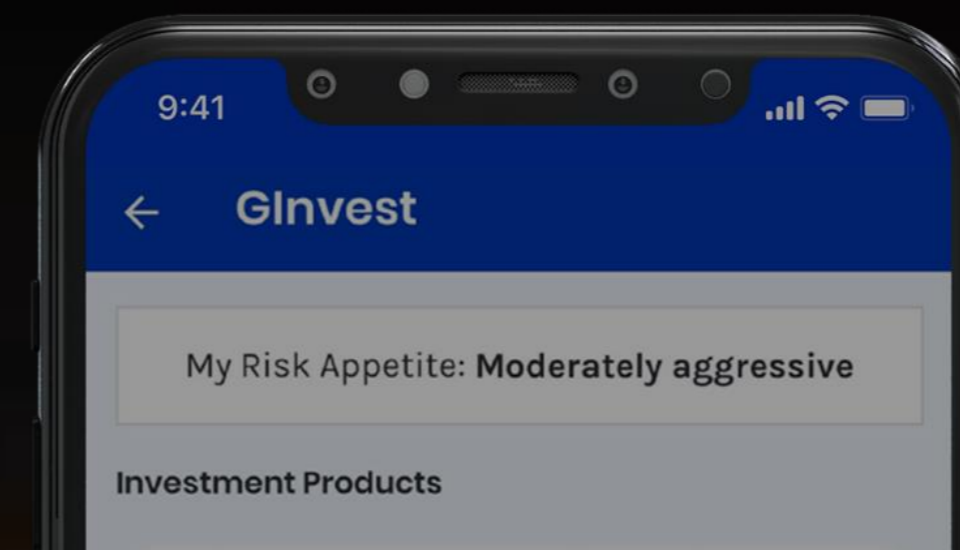 9:41
GInvest
My Risk Appetite: Moderately aggressive
Investment Products